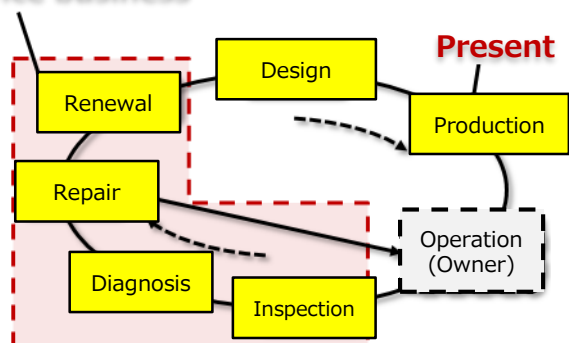 Design
Present
Renewal
Production
Repair
Operation
(Owner)
Diagnosis
Inspection